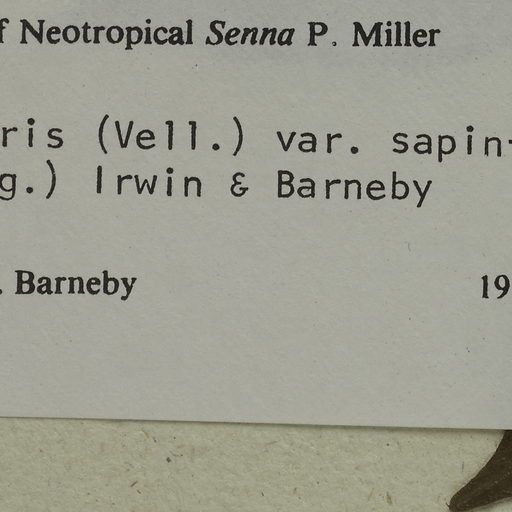 f Neotropical Senna P. Miller
ris (Vell.) var. sapin-
g.) Irwin & Barneby
. Barneby 19